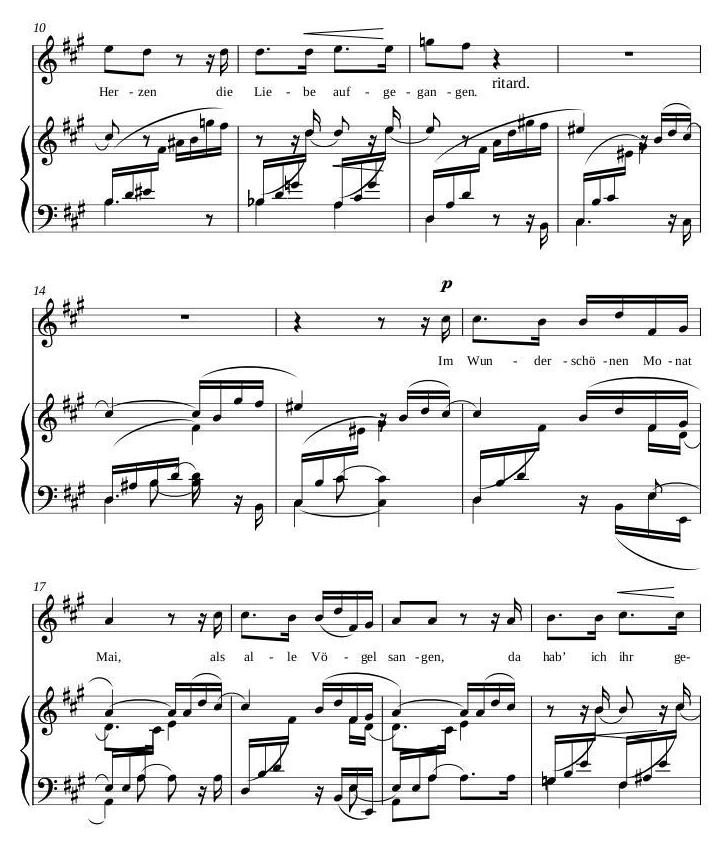 10
Her - zen die Lie - be auf - ge - gan - gen.
ritard.
14
p
Im Wun - der - schö - nen Mo - nat
17
Mai, als al - le Vö - gel san - gen, da hab’ ich ihr ge-